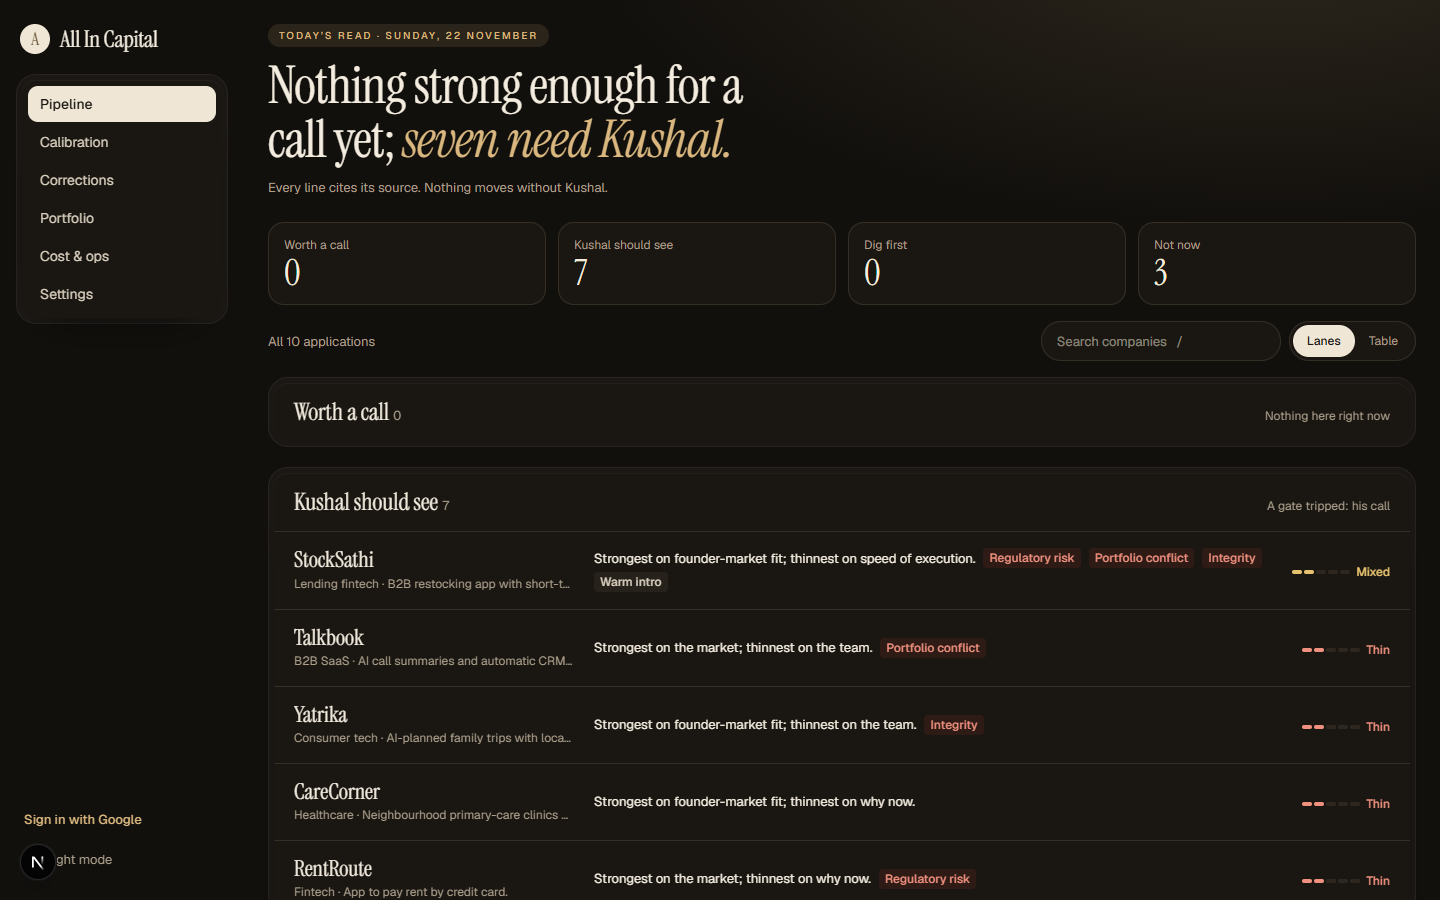 A All In Capital
Pipeline
Calibration
Corrections
Portfolio
Cost & ops
Settings
Sign in with Google
N ght mode
TODAY'S READ · SUNDAY, 22 NOVEMBER
Nothing strong enough for a
call yet; seven need Kushal.
Every line cites its source. Nothing moves without Kushal.
Worth a call
0
Kushal should see
7
Dig first
0
Not now
3
All 10 applications
Search companies /
Lanes Table
Worth a call 0
Nothing here right now
Kushal should see 7
A gate tripped: his call
StockSathi
Lending fintech · B2B restocking app with short-t…
Strongest on founder-market fit; thinnest on speed of execution. Regulatory risk Portfolio conflict Integrity
Warm intro
Mixed
Talkbook
B2B SaaS · AI call summaries and automatic CRM…
Strongest on the market; thinnest on the team. Portfolio conflict
Thin
Yatrika
Consumer tech · AI-planned family trips with loca…
Strongest on founder-market fit; thinnest on the team. Integrity
Thin
CareCorner
Healthcare · Neighbourhood primary-care clinics …
Strongest on founder-market fit; thinnest on why now.
Thin
RentRoute
Fintech · App to pay rent by credit card.
Strongest on the market; thinnest on why now. Regulatory risk
Thin